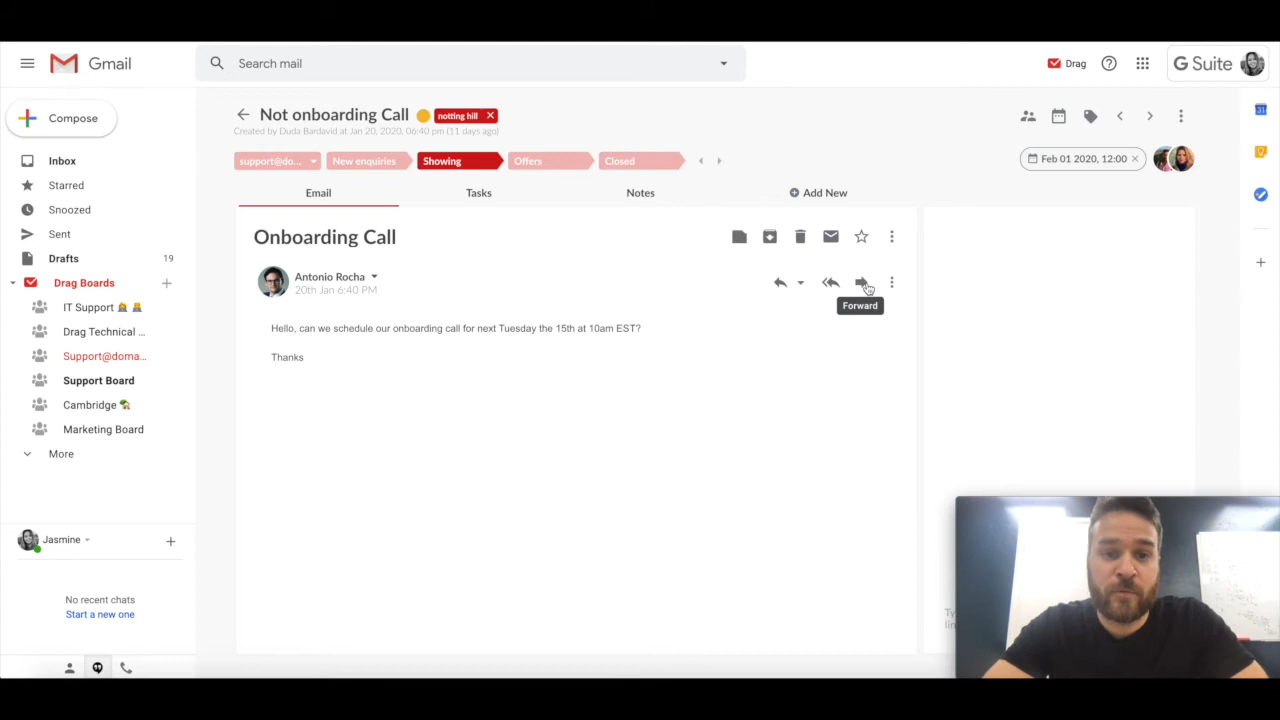 Gmail
Search mail
Drag
G Suite
Compose
Not onboarding Call
notting hill
Created by Duda Bardavid at Jan 20, 2020, 06:40 pm (11 days ago)
support@do...
New enquiries
Showing
Offers
Closed
Feb 01 2020, 12:00
Email
Tasks
Notes
Add New
Inbox
Starred
Snoozed
Sent
Drafts 19
Drag Boards
IT Support
Drag Technical ...
Support@doma...
Support Board
Cambridge
Marketing Board
More
Onboarding Call
Antonio Rocha
20th Jan 6:40 PM
Forward
Hello, can we schedule our onboarding call for next Tuesday the 15th at 10am EST?
Thanks
Jasmine
No recent chats
Start a new one